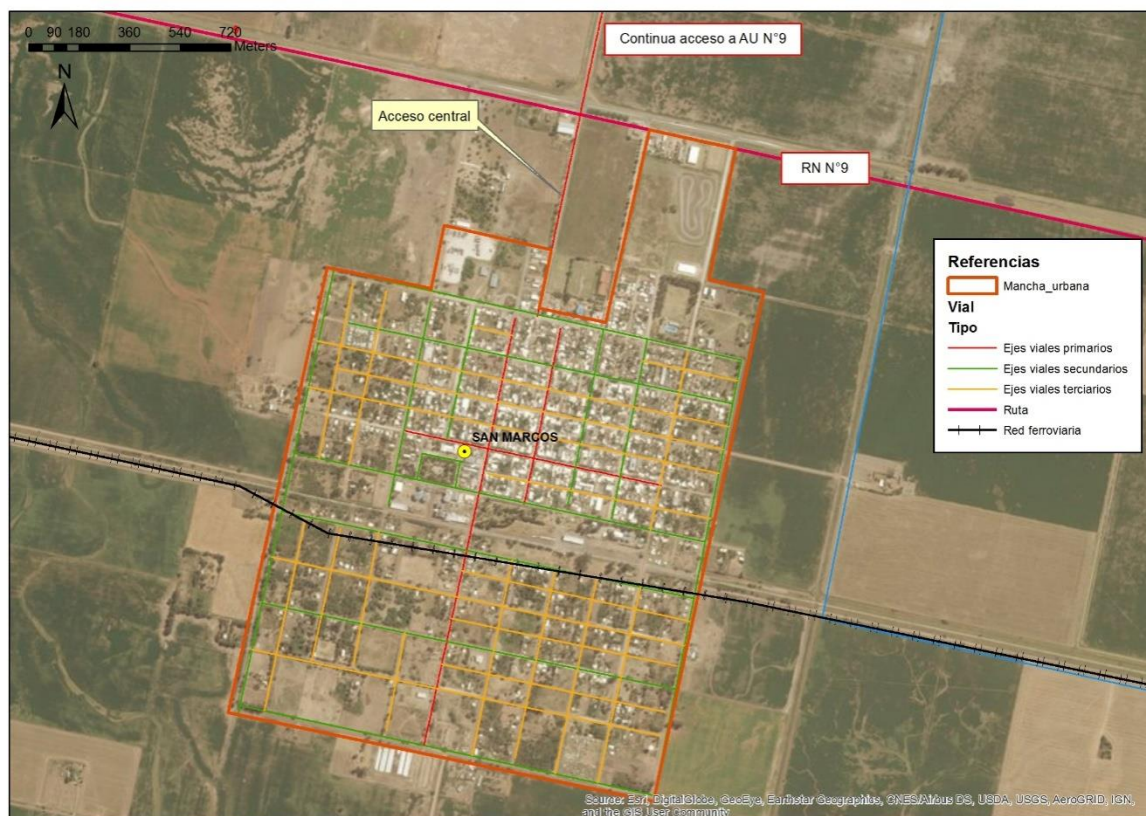 Continua acceso a AU N°9
0 90 180 360 540 720
Meters
N
Acceso central
RN N°9
Referencias
Mancha_urbana
Vial
Tipo
Ejes viales primarios
Ejes viales secundarios
Ejes viales terciarios
Ruta
Red ferroviaria
SAN MARCOS
Source: Esri, DigitalGlobe, GeoEye, Earthstar Geographics, CNES/Airbus DS, USDA, USGS, AeroGRID, IGN,
and the GIS User community